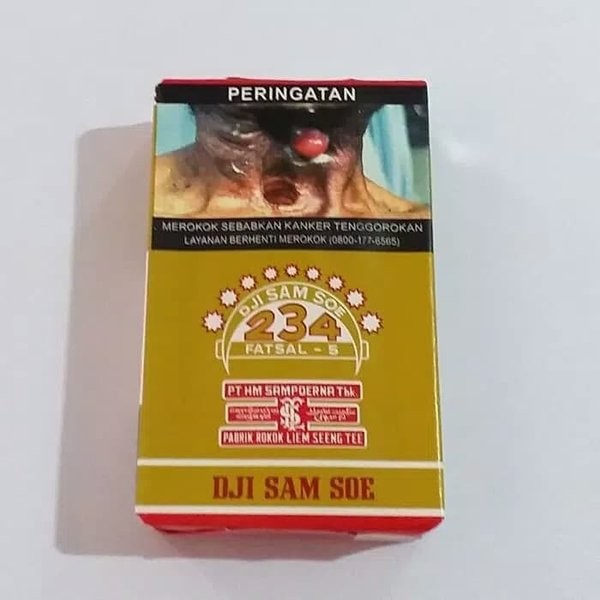 PERINGATAN
MEROKOK SEBABKAN KANKER TENGGOROKAN
LAYANAN BERHENTI MEROKOK (0800-177-6565)
DJI SAM SOE
234
FATSAL - 5
PT HM SAMPOERNA Tbk.
PABRIK ROKOK LIEM SEENG TEE
DJI SAM SOE